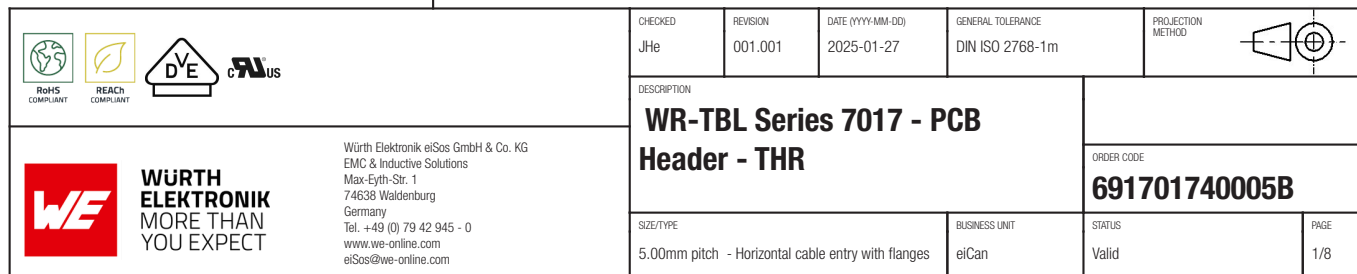 RoHS
COMPLIANT
REACh
COMPLIANT
DVE
c RU US
CHECKED
JHe
REVISION
001.001
DATE (YYYY-MM-DD)
2025-01-27
GENERAL TOLERANCE
DIN ISO 2768-1m
PROJECTION
METHOD
DESCRIPTION
WR-TBL Series 7017 - PCB
Header - THR
WE
WÜRTH
ELEKTRONIK
MORE THAN
YOU EXPECT
Würth Elektronik eiSos GmbH & Co. KG
EMC & Inductive Solutions
Max-Eyth-Str. 1
74638 Waldenburg
Germany
Tel. +49 (0) 79 42 945 - 0
www.we-online.com
eiSos@we-online.com
ORDER CODE
691701740005B
SIZE/TYPE
5.00mm pitch - Horizontal cable entry with flanges
BUSINESS UNIT
eiCan
STATUS
Valid
PAGE
1/8